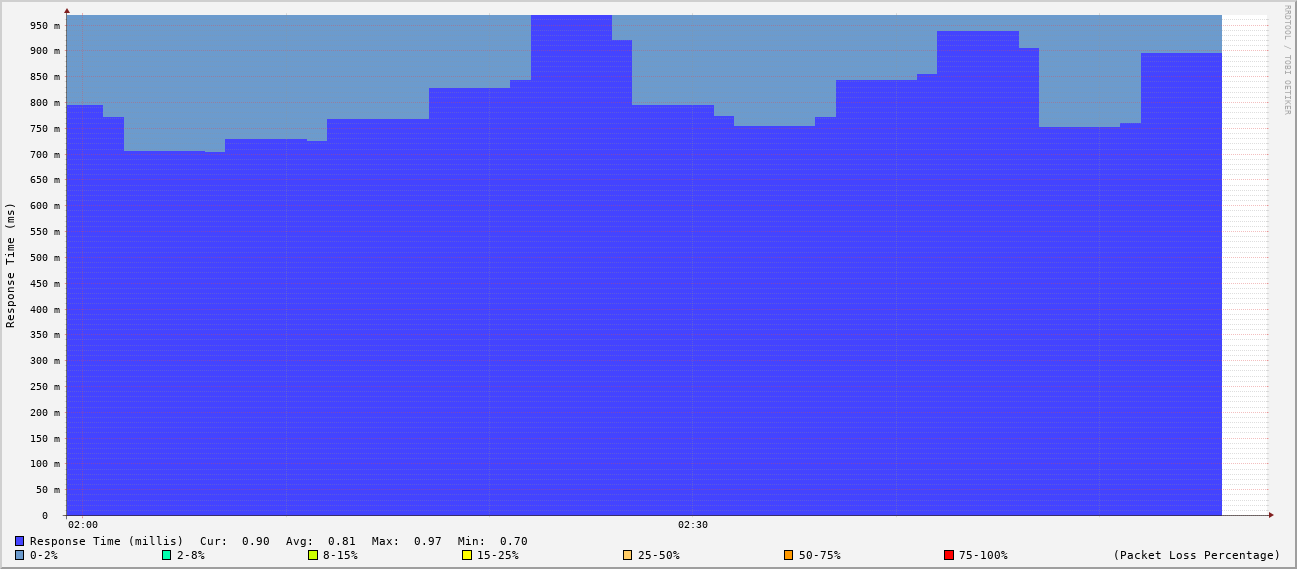 RRDTOOL / TOBI OETIKER
Response Time (ms)
950 m
900 m
850 m
800 m
750 m
700 m
650 m
600 m
550 m
500 m
450 m
400 m
350 m
300 m
250 m
200 m
150 m
100 m
50 m
0
02:00 02:30
Response Time (millis) Cur: 0.90 Avg: 0.81 Max: 0.97 Min: 0.70
0-2% 2-8% 8-15% 15-25% 25-50% 50-75% 75-100% (Packet Loss Percentage)